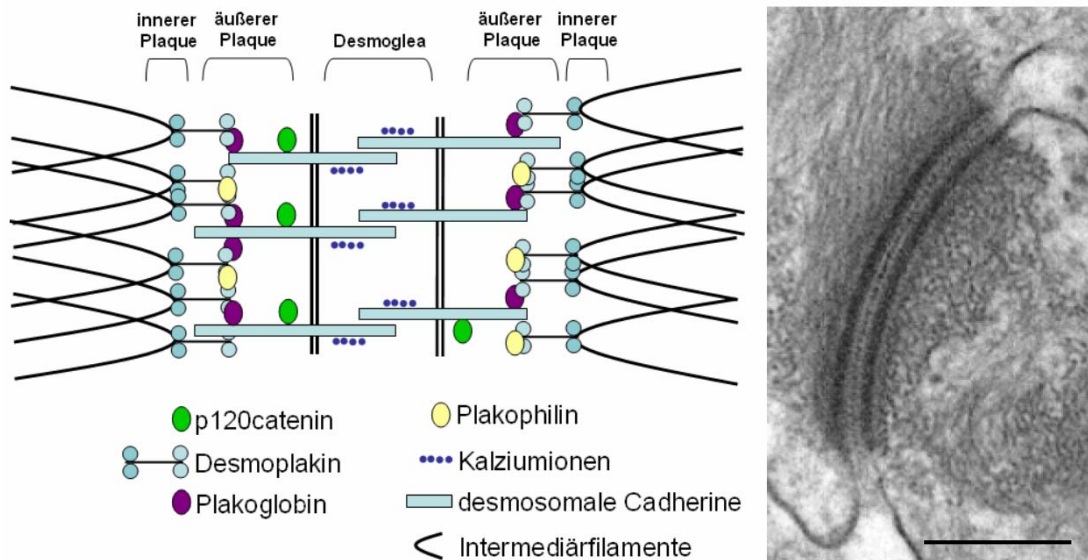 innerer
Plaque
äußerer
Plaque
Desmoglea
äußerer
Plaque
innerer
Plaque
p120catenin
Desmoplakin
Plakoglobin
Plakophilin
Kalziumionen
desmosomale Cadherine
Intermediärfilamente